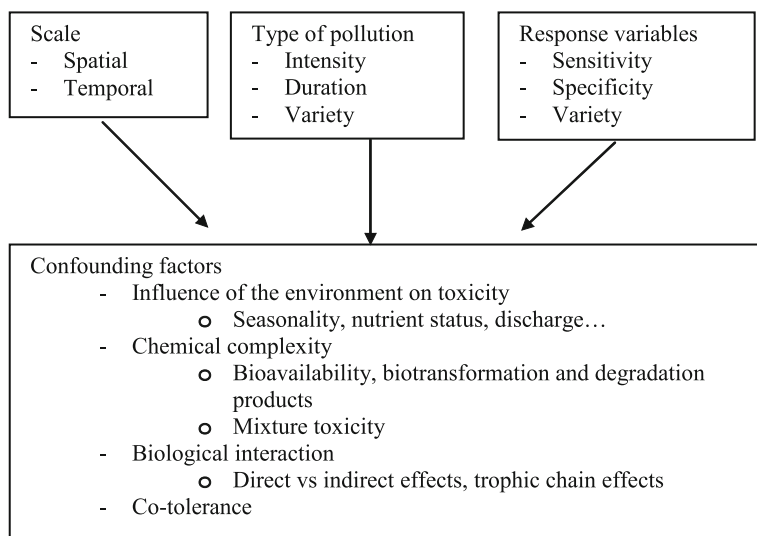 Scale
- Spatial
- Temporal
Type of pollution
- Intensity
- Duration
- Variety
Response variables
- Sensitivity
- Specificity
- Variety
Confounding factors
- Influence of the environment on toxicity
o Seasonality, nutrient status, discharge…
- Chemical complexity
o Bioavailability, biotransformation and degradation
products
o Mixture toxicity
- Biological interaction
o Direct vs indirect effects, trophic chain effects
- Co-tolerance